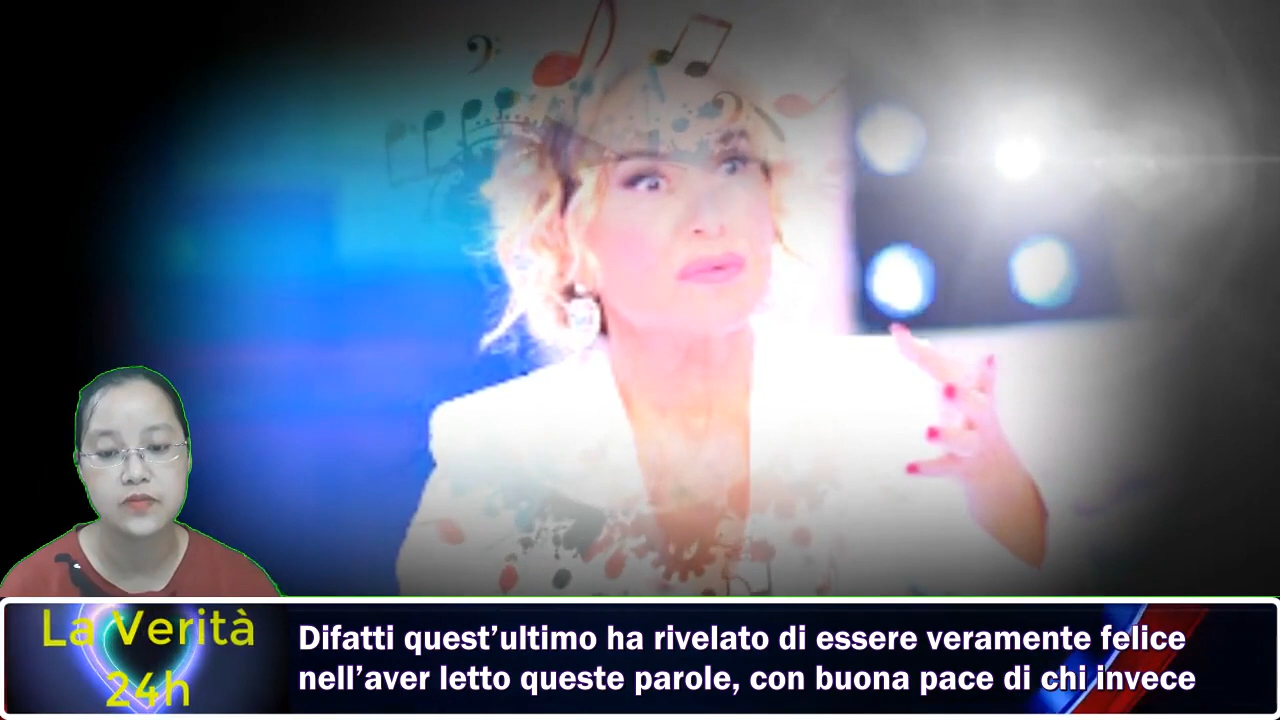 La Verità
24h
Difatti quest’ultimo ha rivelato di essere veramente felice
nell’aver letto queste parole, con buona pace di chi invece